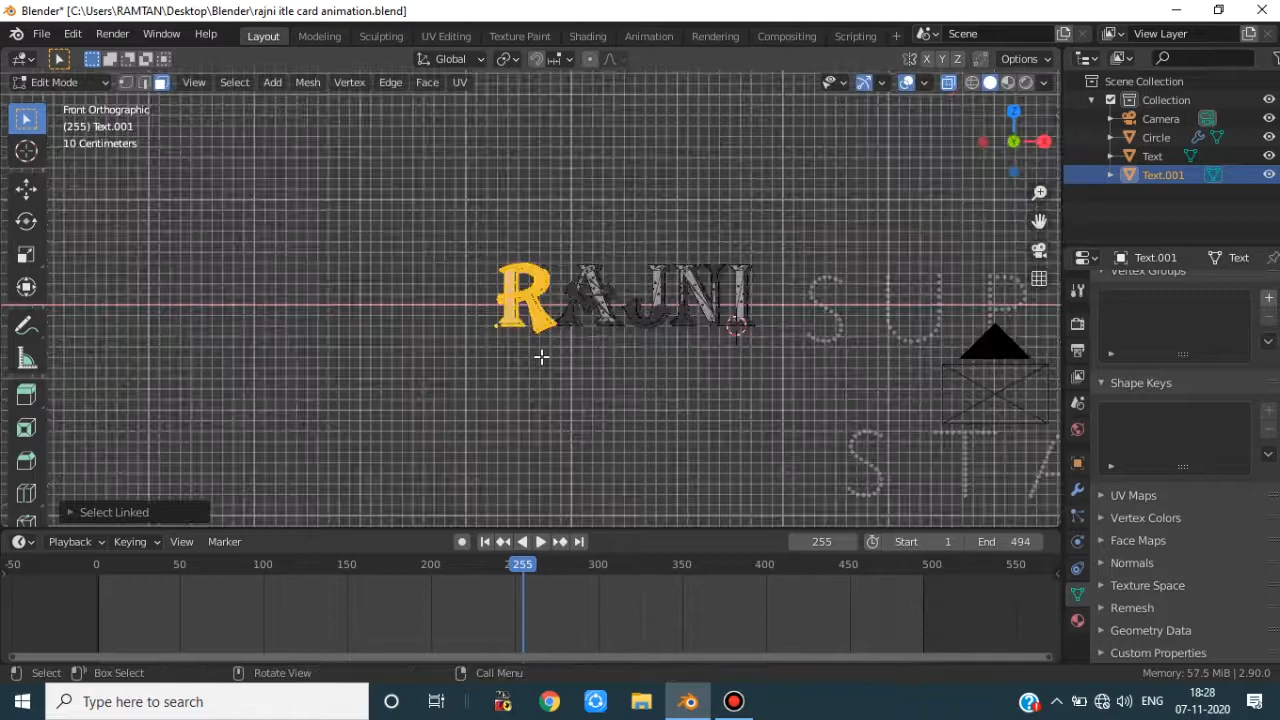 Blender* [C:\Users\RAMTAN\Desktop\Blender\rajni itle card animation.blend]
File Edit Render Window Help Layout Modeling Sculpting UV Editing Texture Paint Shading Animation Rendering Compositing Scripting Scene View Layer
Global X Y Z Options
Edit Mode View Select Add Mesh Vertex Edge Face UV
Scene Collection
Collection
Camera
Circle
Text
Text.001
Front Orthographic
(255) Text.001
10 Centimeters
Z
X
Y
RAJNI SUP
STA
Text.001 Text
Vertex Groups
Shape Keys
UV Maps
Vertex Colors
Face Maps
Normals
Texture Space
Remesh
Geometry Data
Custom Properties
Select Linked
Playback Keying View Marker 255 Start 1 End 494
-50 0 50 100 150 200 255 300 350 400 450 500 550
Select Box Select Rotate View Call Menu Memory: 57.5 MiB | 2.90.0
Type here to search ENG 18:28
07-11-2020